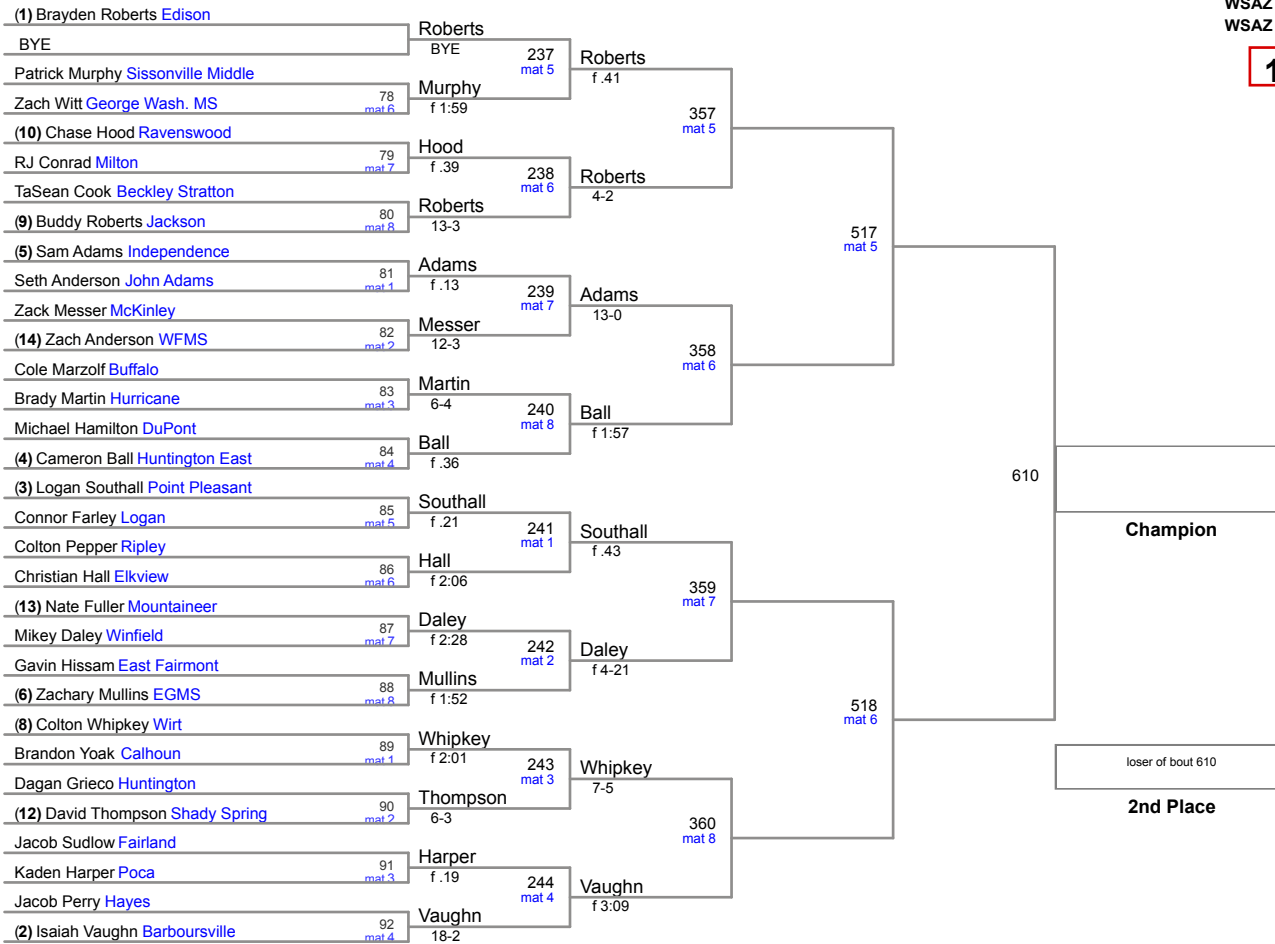 WSAZ
WSAZ
1
(1) Brayden Roberts Edison
BYE
Patrick Murphy Sissonville Middle
Zach Witt George Wash. MS
78
mat 6
(10) Chase Hood Ravenswood
RJ Conrad Milton
79
mat 7
TaSean Cook Beckley Stratton
(9) Buddy Roberts Jackson
80
mat 8
(5) Sam Adams Independence
Seth Anderson John Adams
81
mat 1
Zack Messer McKinley
(14) Zach Anderson WFMS
82
mat 2
Cole Marzolf Buffalo
Brady Martin Hurricane
83
mat 3
Michael Hamilton DuPont
(4) Cameron Ball Huntington East
84
mat 4
(3) Logan Southall Point Pleasant
Connor Farley Logan
85
mat 5
Colton Pepper Ripley
Christian Hall Elkview
86
mat 6
(13) Nate Fuller Mountaineer
Mikey Daley Winfield
87
mat 7
Gavin Hissam East Fairmont
(6) Zachary Mullins EGMS
88
mat 8
(8) Colton Whipkey Wirt
Brandon Yoak Calhoun
89
mat 1
Dagan Grieco Huntington
(12) David Thompson Shady Spring
90
mat 2
Jacob Sudlow Fairland
Kaden Harper Poca
91
mat 3
Jacob Perry Hayes
(2) Isaiah Vaughn Barboursville
92
mat 4
Roberts
BYE
237
mat 5
Murphy
f 1:59
Hood
f .39
238
mat 6
Roberts
13-3
Adams
f .13
239
mat 7
Messer
12-3
Martin
6-4
240
mat 8
Ball
f .36
Southall
f .21
241
mat 1
Hall
f 2:06
Daley
f 2:28
242
mat 2
Mullins
f 1:52
Whipkey
f 2:01
243
mat 3
Thompson
6-3
Harper
f .19
244
mat 4
Vaughn
18-2
Roberts
f .41
357
mat 5
Roberts
4-2
Adams
13-0
358
mat 6
Ball
f 1:57
Southall
f .43
359
mat 7
Daley
f 4-21
Whipkey
7-5
360
mat 8
Vaughn
f 3:09
517
mat 5
518
mat 6
610
Champion
loser of bout 610
2nd Place